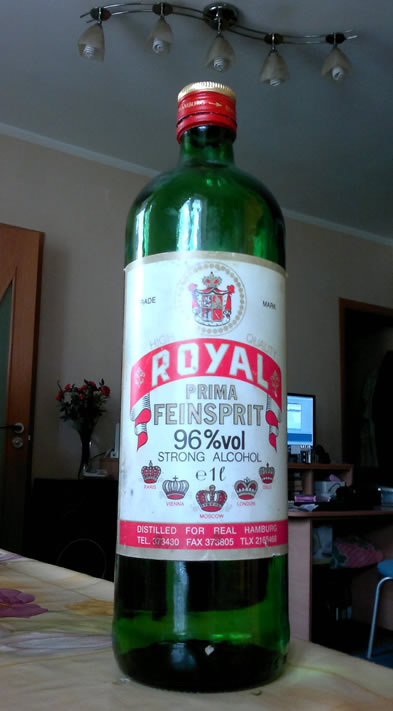 TRADE MARK
HIGH QUALITY
ROYAL
PRIMA
FEINSPRIT
96%vol
STRONG ALCOHOL
e 1l
PARIS
VIENNA
MOSCOW
LONDON
DISTILLED FOR REAL HAMBURG
TEL. 373430 FAX 373805